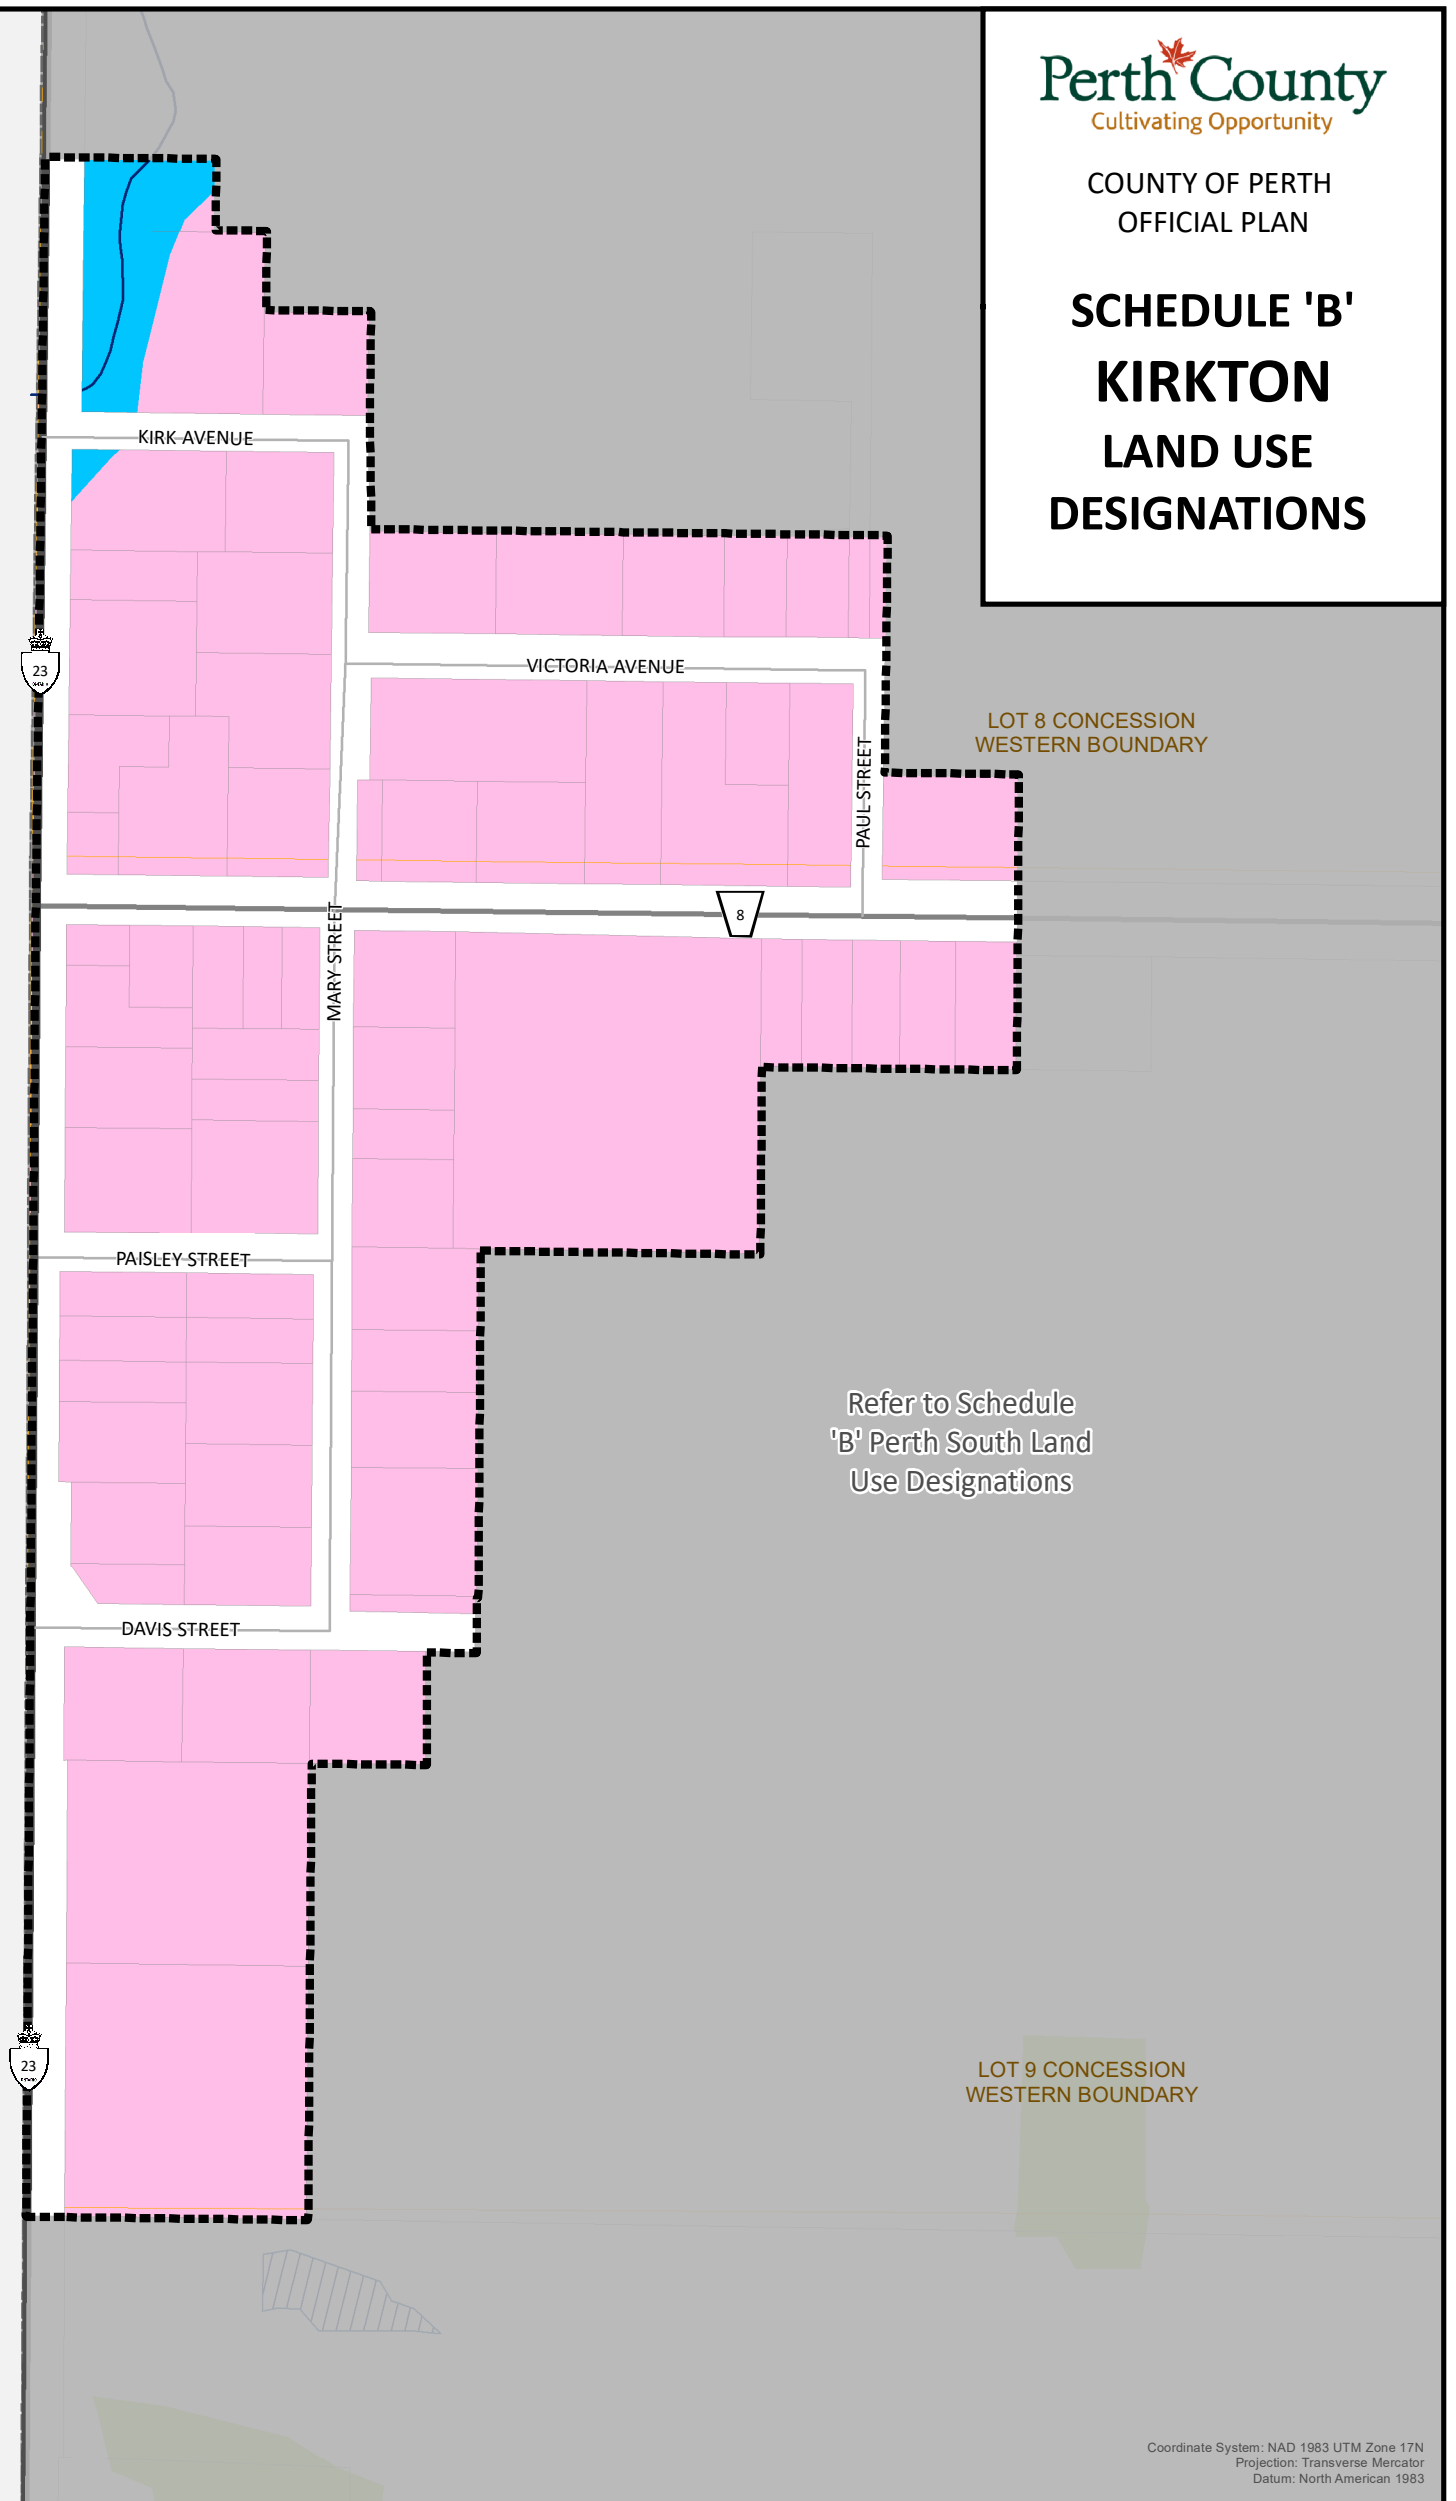 Perth County
Cultivating Opportunity
COUNTY OF PERTH
OFFICIAL PLAN
SCHEDULE 'B'
KIRKTON
LAND USE
DESIGNATIONS
KIRK AVENUE
VICTORIA AVENUE
23
LOT 8 CONCESSION
WESTERN BOUNDARY
PAUL STREET
8
MARY STREET
PAISLEY STREET
Refer to Schedule
'B' Perth South Land
Use Designations
DAVIS STREET
23
LOT 9 CONCESSION
WESTERN BOUNDARY
Coordinate System: NAD 1983 UTM Zone 17N
Projection: Transverse Mercator
Datum: North American 1983